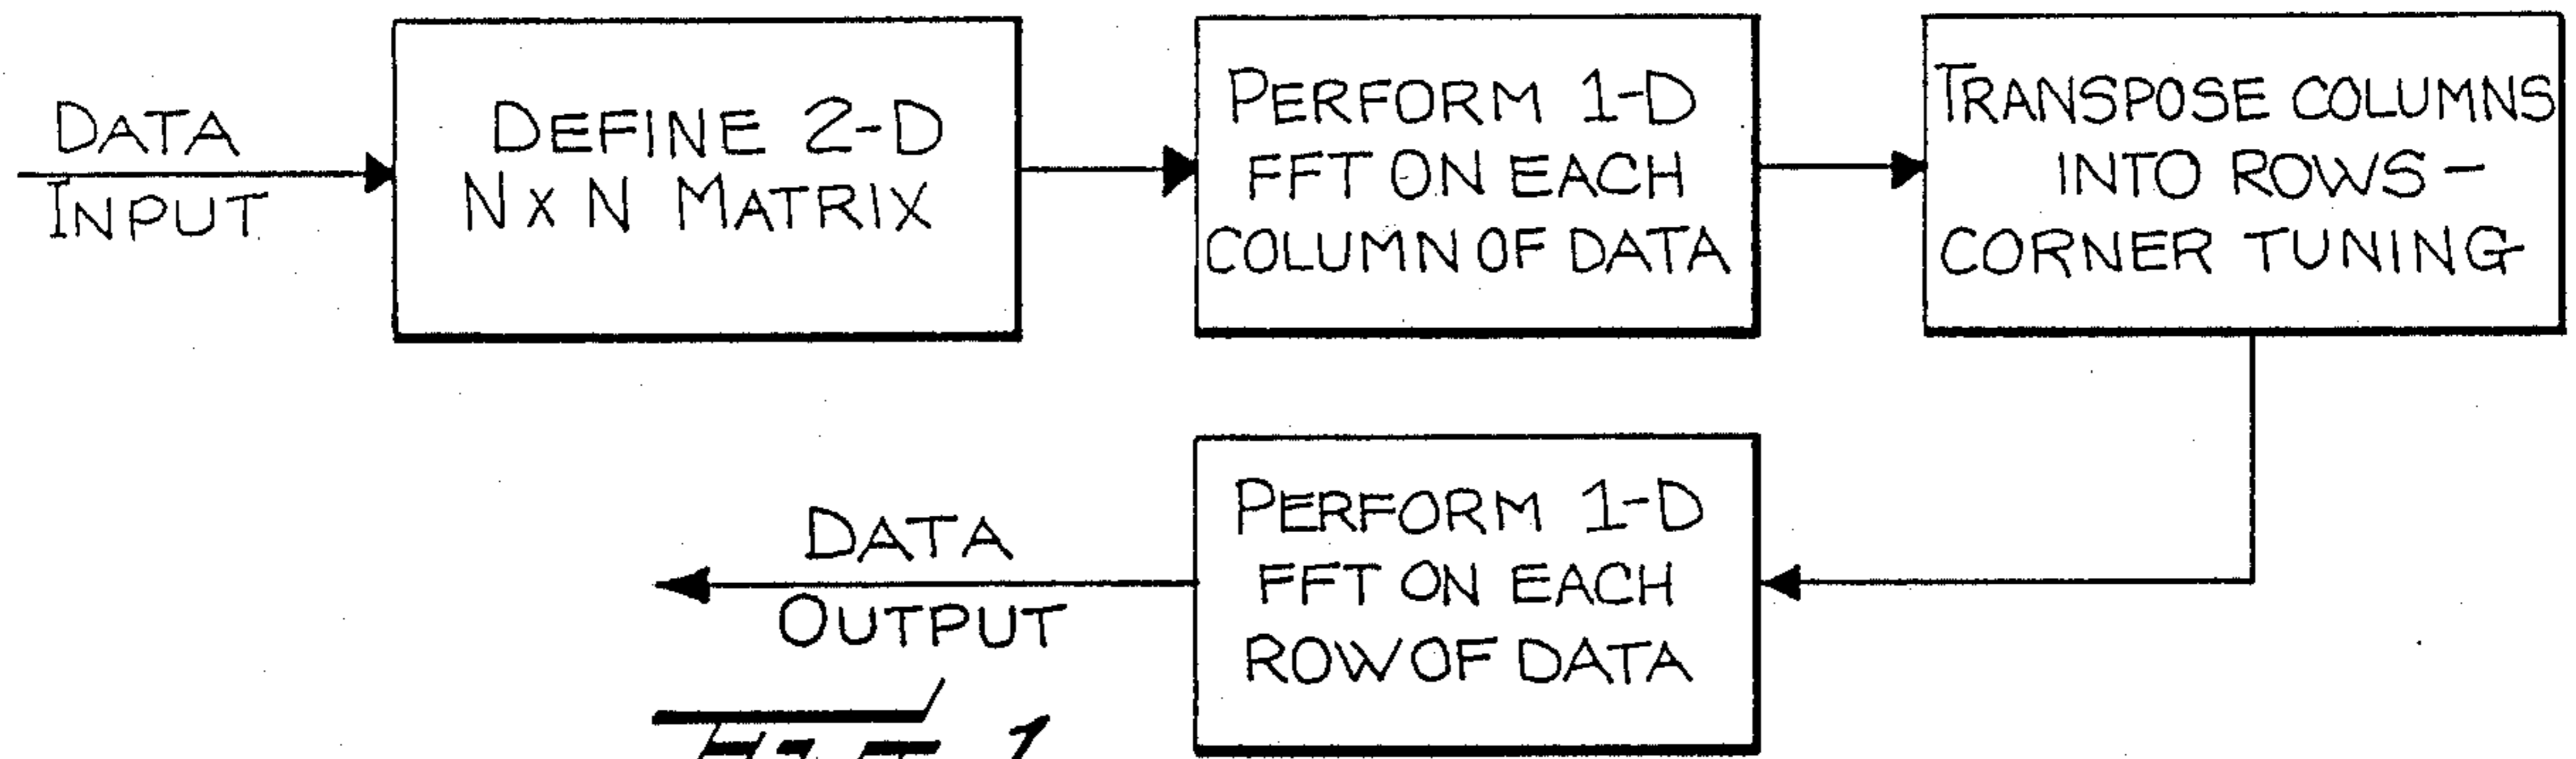 DATA
INPUT
DEFINE 2-D
N X N MATRIX
PERFORM 1-D
FFT ON EACH
COLUMN OF DATA
TRANSPOSE COLUMNS
INTO ROWS-
CORNER TUNING
PERFORM 1-D
FFT ON EACH
ROW OF DATA
DATA
OUTPUT